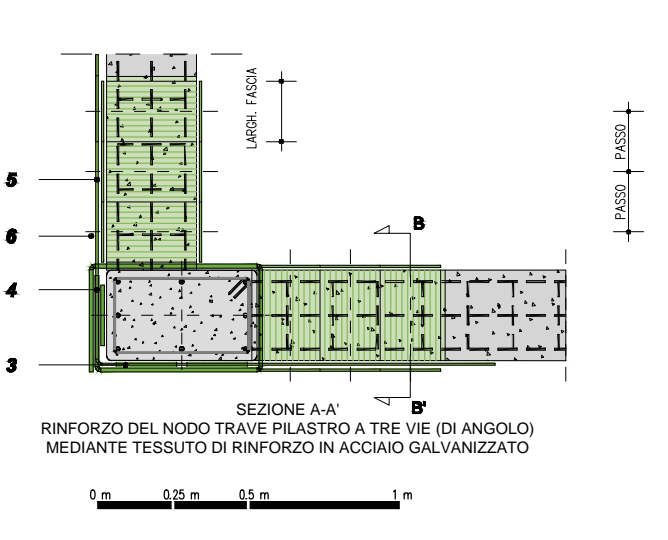 LARGH. FASCIA
PASSO
PASSO
5
6
B
4
3
B'
SEZIONE A-A'
RINFORZO DEL NODO TRAVE PILASTRO A TRE VIE (DI ANGOLO)
MEDIANTE TESSUTO DI RINFORZO IN ACCIAIO GALVANIZZATO
0 m 0.25 m 0.5 m 1 m